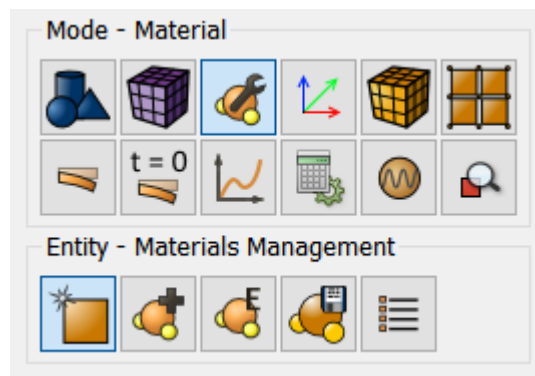 Mode - Material
t = 0
Entity - Materials Management
E